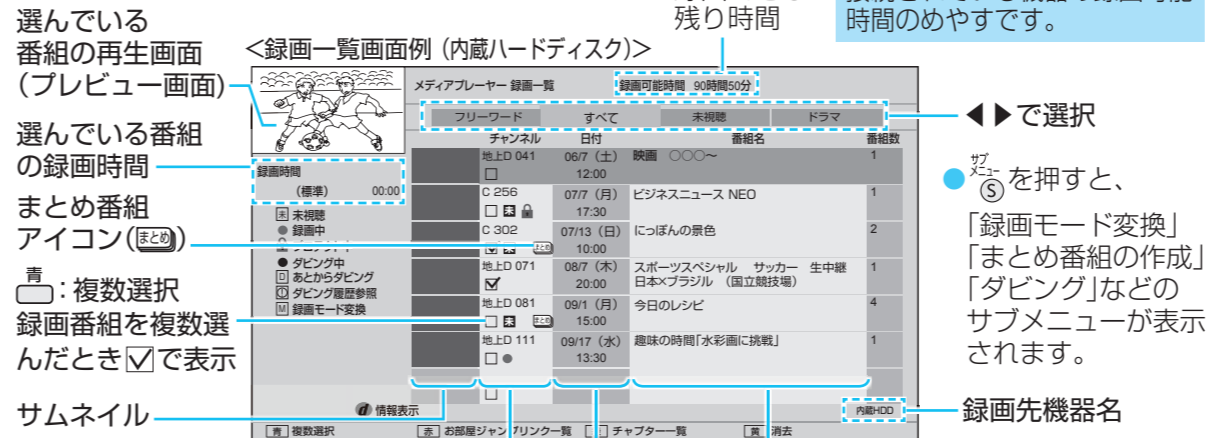 残り時間
時間のめやすです。
選んでいる
番組の再生画面
(プレビュー画面)
<録画一覧画面例 (内蔵ハードディスク)>
メディアプレーヤー 録画一覧
録画可能時間 90時間50分
フリーワード すべて 未視聴 ドラマ
チャンネル 日付 番組名 番組数
地上D 041 06/7 (土) 映画 ○○○〜 1
12:00
C 256 07/7 (月) ビジネスニュース NEO 1
未 17:30
C 302 07/13 (日) にっぽんの景色 2
まとめ 10:00
地上D 071 08/7 (木) スポーツスペシャル サッカー 生中継 1
20:00 日本×ブラジル (国立競技場)
地上D 081 09/1 (月) 今日のレシピ 4
未 まとめ 15:00
地上D 111 09/17 (水) 趣味の時間「水彩画に挑戦」 1
● 13:30
選んでいる番組
の録画時間
録画時間
(標準) 00:00
未 未視聴
● 録画中
● ダビング中
D あとからダビング
ダビング履歴参照
M 録画モード変換
まとめ番組
アイコン(まとめ)
青
:複数選択
録画番組を複数選
んだとき☑で表示
サムネイル
d 情報表示
内蔵HDD
青 複数選択 赤 お部屋ジャンプリンク一覧 チャプター一覧 黄 消去
◀▶で選択
● サブメニュー S を押すと、
「録画モード変換」
「まとめ番組の作成」
「ダビング」などの
サブメニューが表示
されます。
録画先機器名